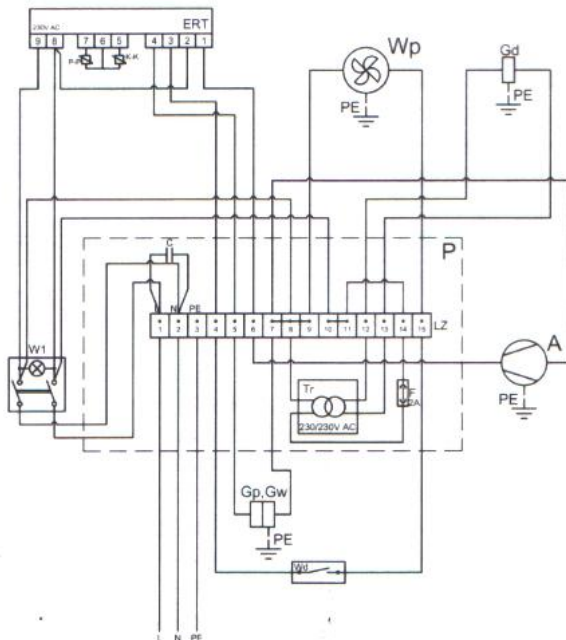 230V AC ERT
9 8 7 6 5 4 3 2 1
P-P K-K
Wp
PE
Gd
PE
P
C
L N PE
1 2 3 4 5 6 7 8 9 10 11 12 13 14 15 LZ
W1
A
PE
Tr
230/230V AC
F
2A
Gp,Gw
PE
Wd
L N PE